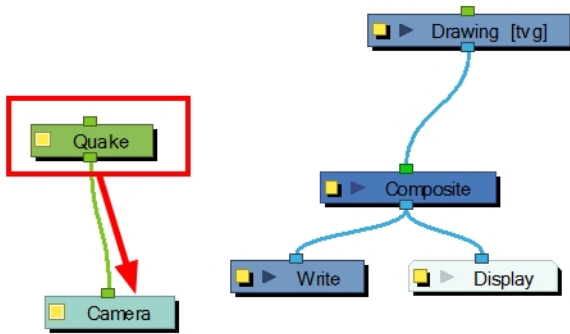 Drawing [tvg]
Quake
Composite
Write
Display
Camera